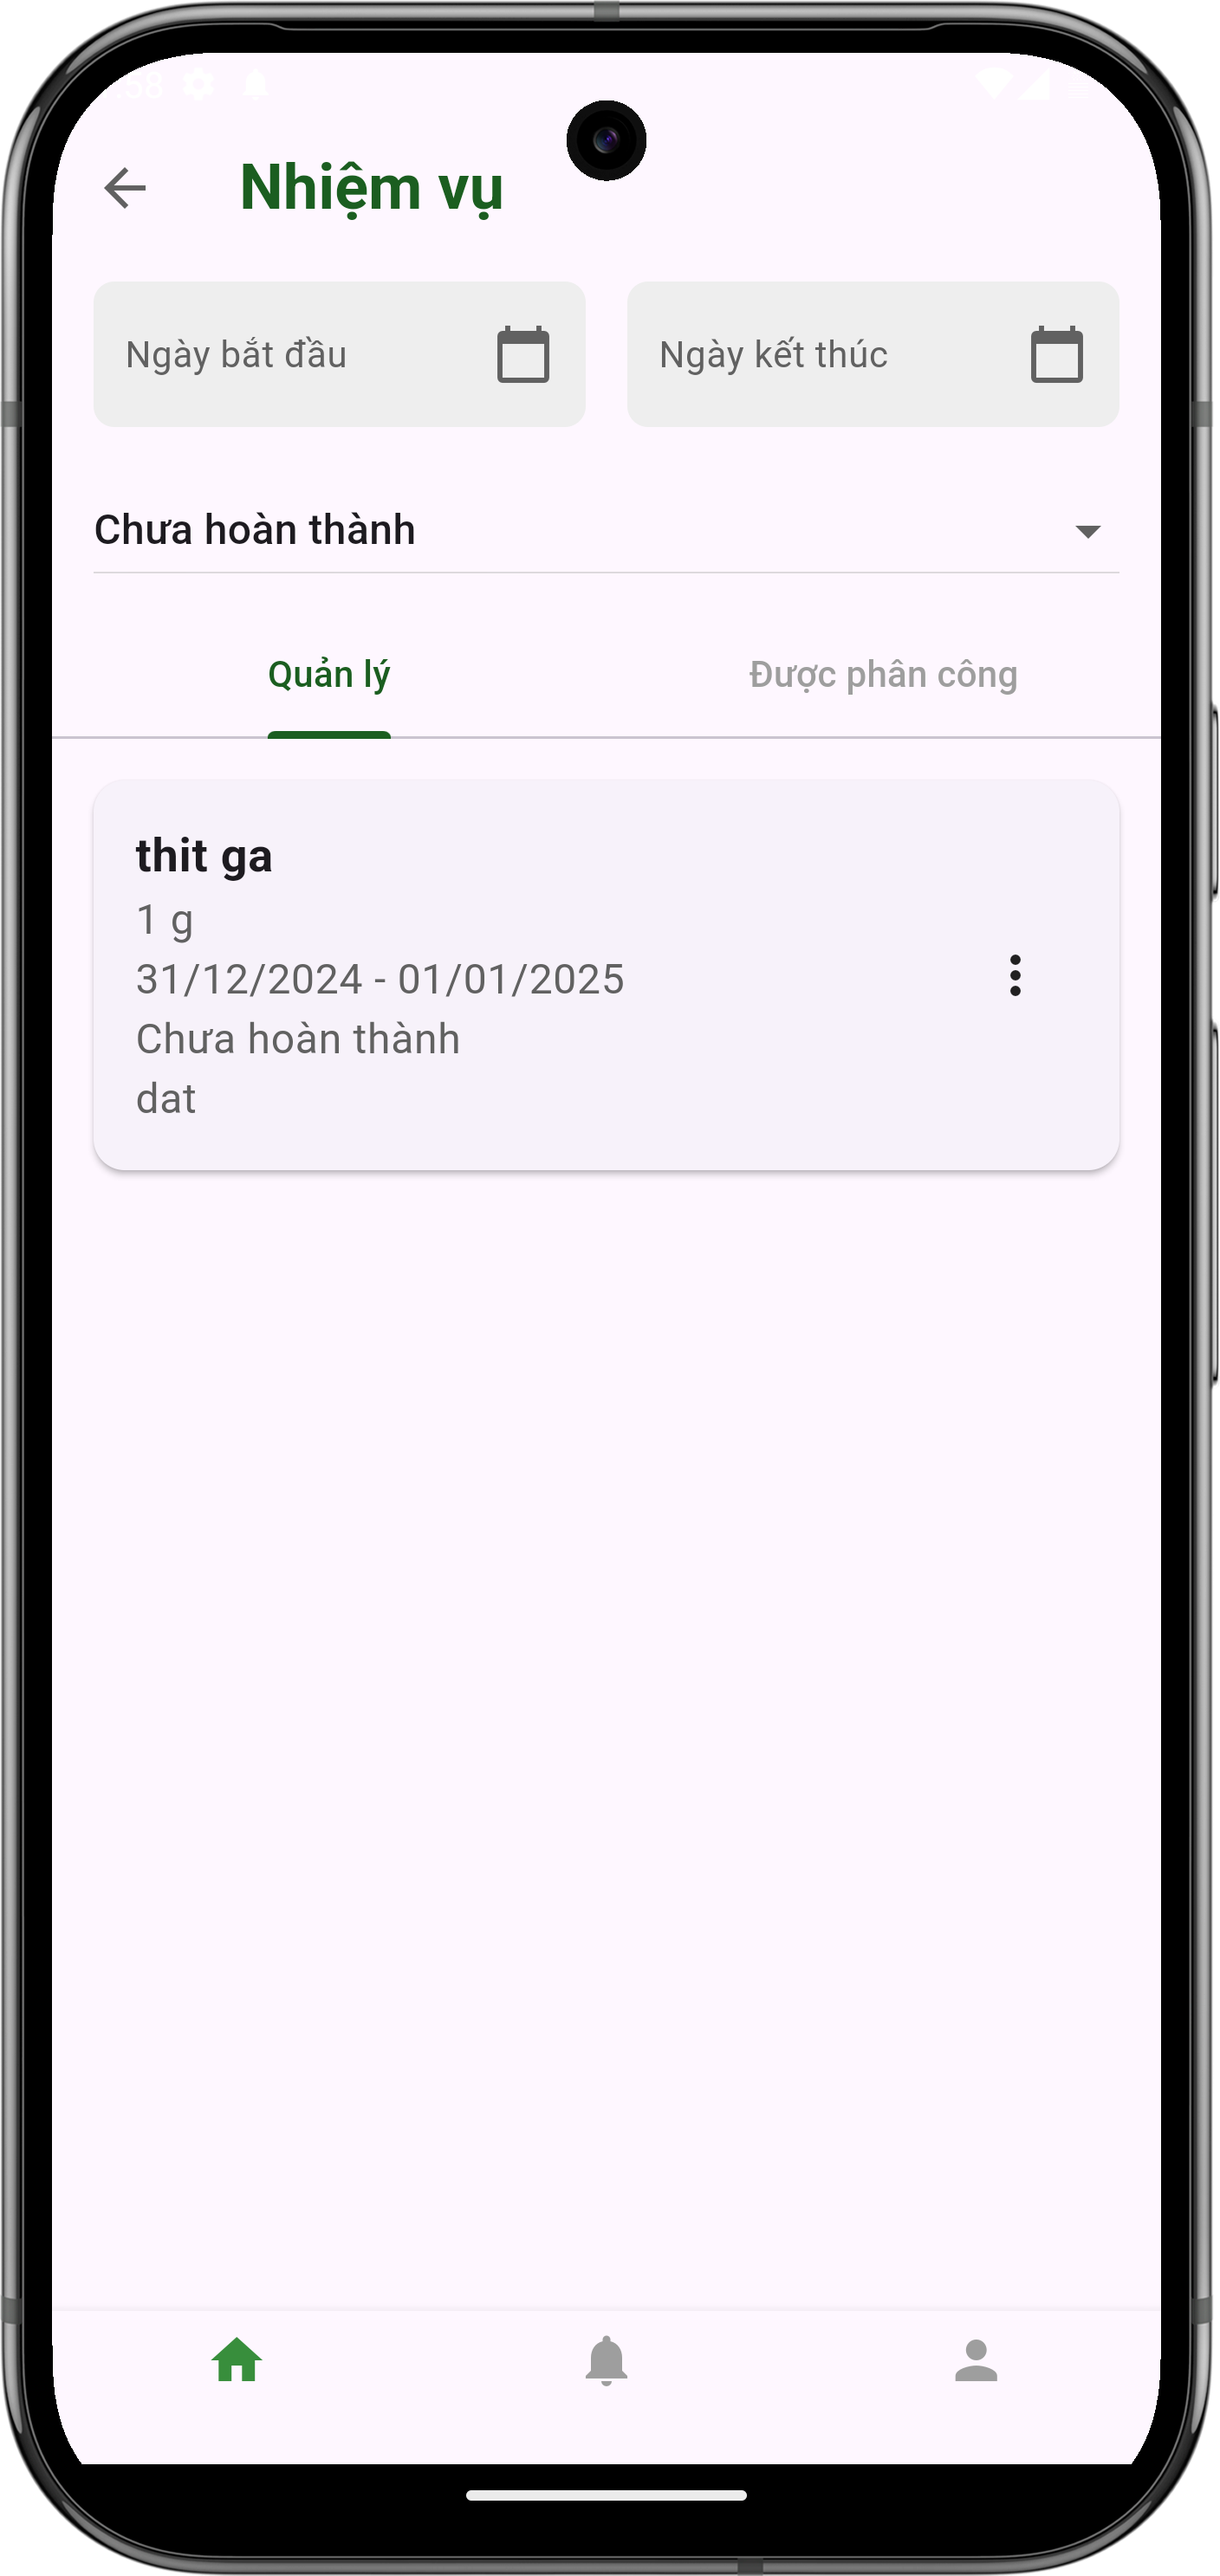 Nhiệm vụ
Ngày bắt đầu
Ngày kết thúc
Chưa hoàn thành
Quản lý
Được phân công
thit ga
1 g
31/12/2024 - 01/01/2025
Chưa hoàn thành
dat